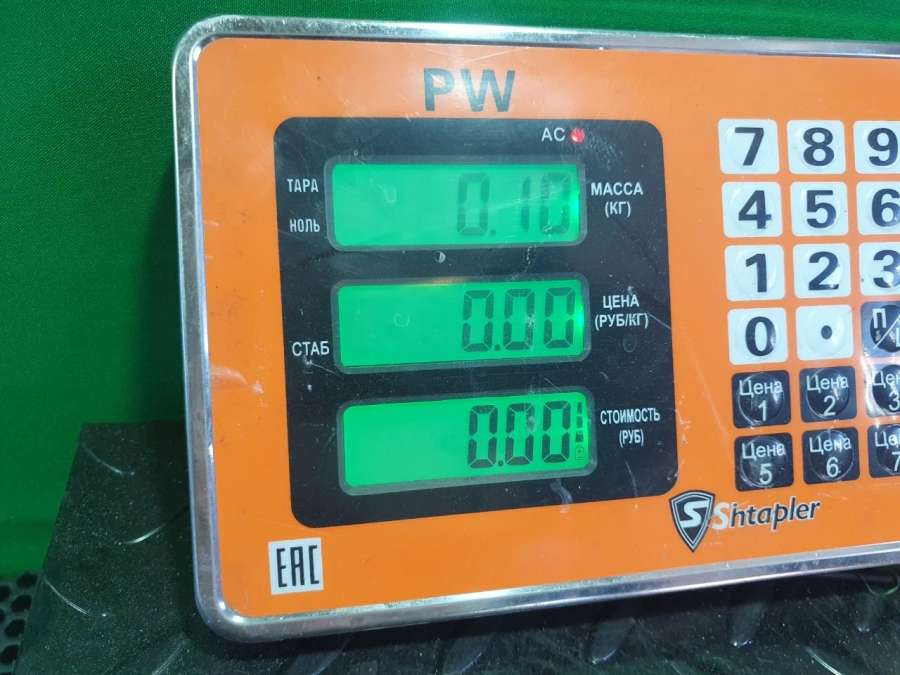 PW
AC
ТАРА
НОЛЬ
0.10
МАССА
(КГ)
0.00
ЦЕНА
(РУБ/КГ)
СТАБ
0.00
СТОИМОСТЬ
(РУБ)
7 8 9
4 5 6
1 2 3
0 .
Цена 1
Цена 2
Цена 5
Цена 6
S Shtapler
EAC